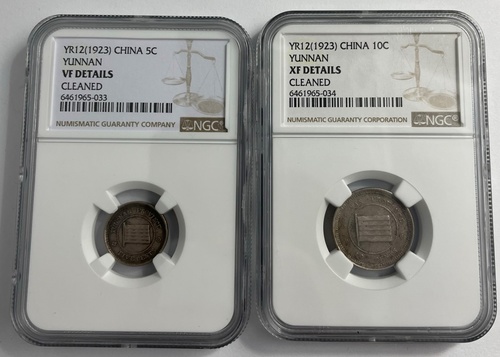 YR12(1923) CHINA 5C
YUNNAN
VF DETAILS
CLEANED
6461965-033
NUMISMATIC GUARANTY COMPANY NGC®
YR12(1923) CHINA 10C
YUNNAN
XF DETAILS
CLEANED
6461965-034
NUMISMATIC GUARANTY CORPORATION NGC®